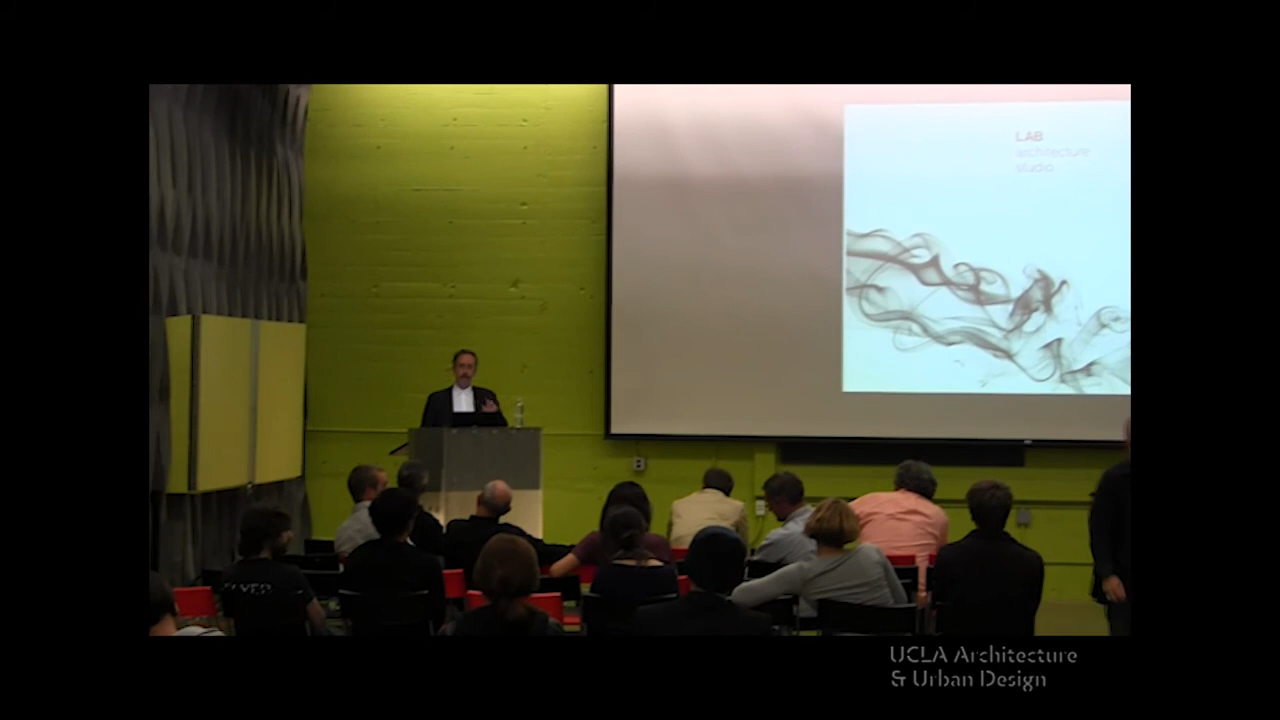 LAB
architecture
studio
UCLA Architecture
& Urban Design